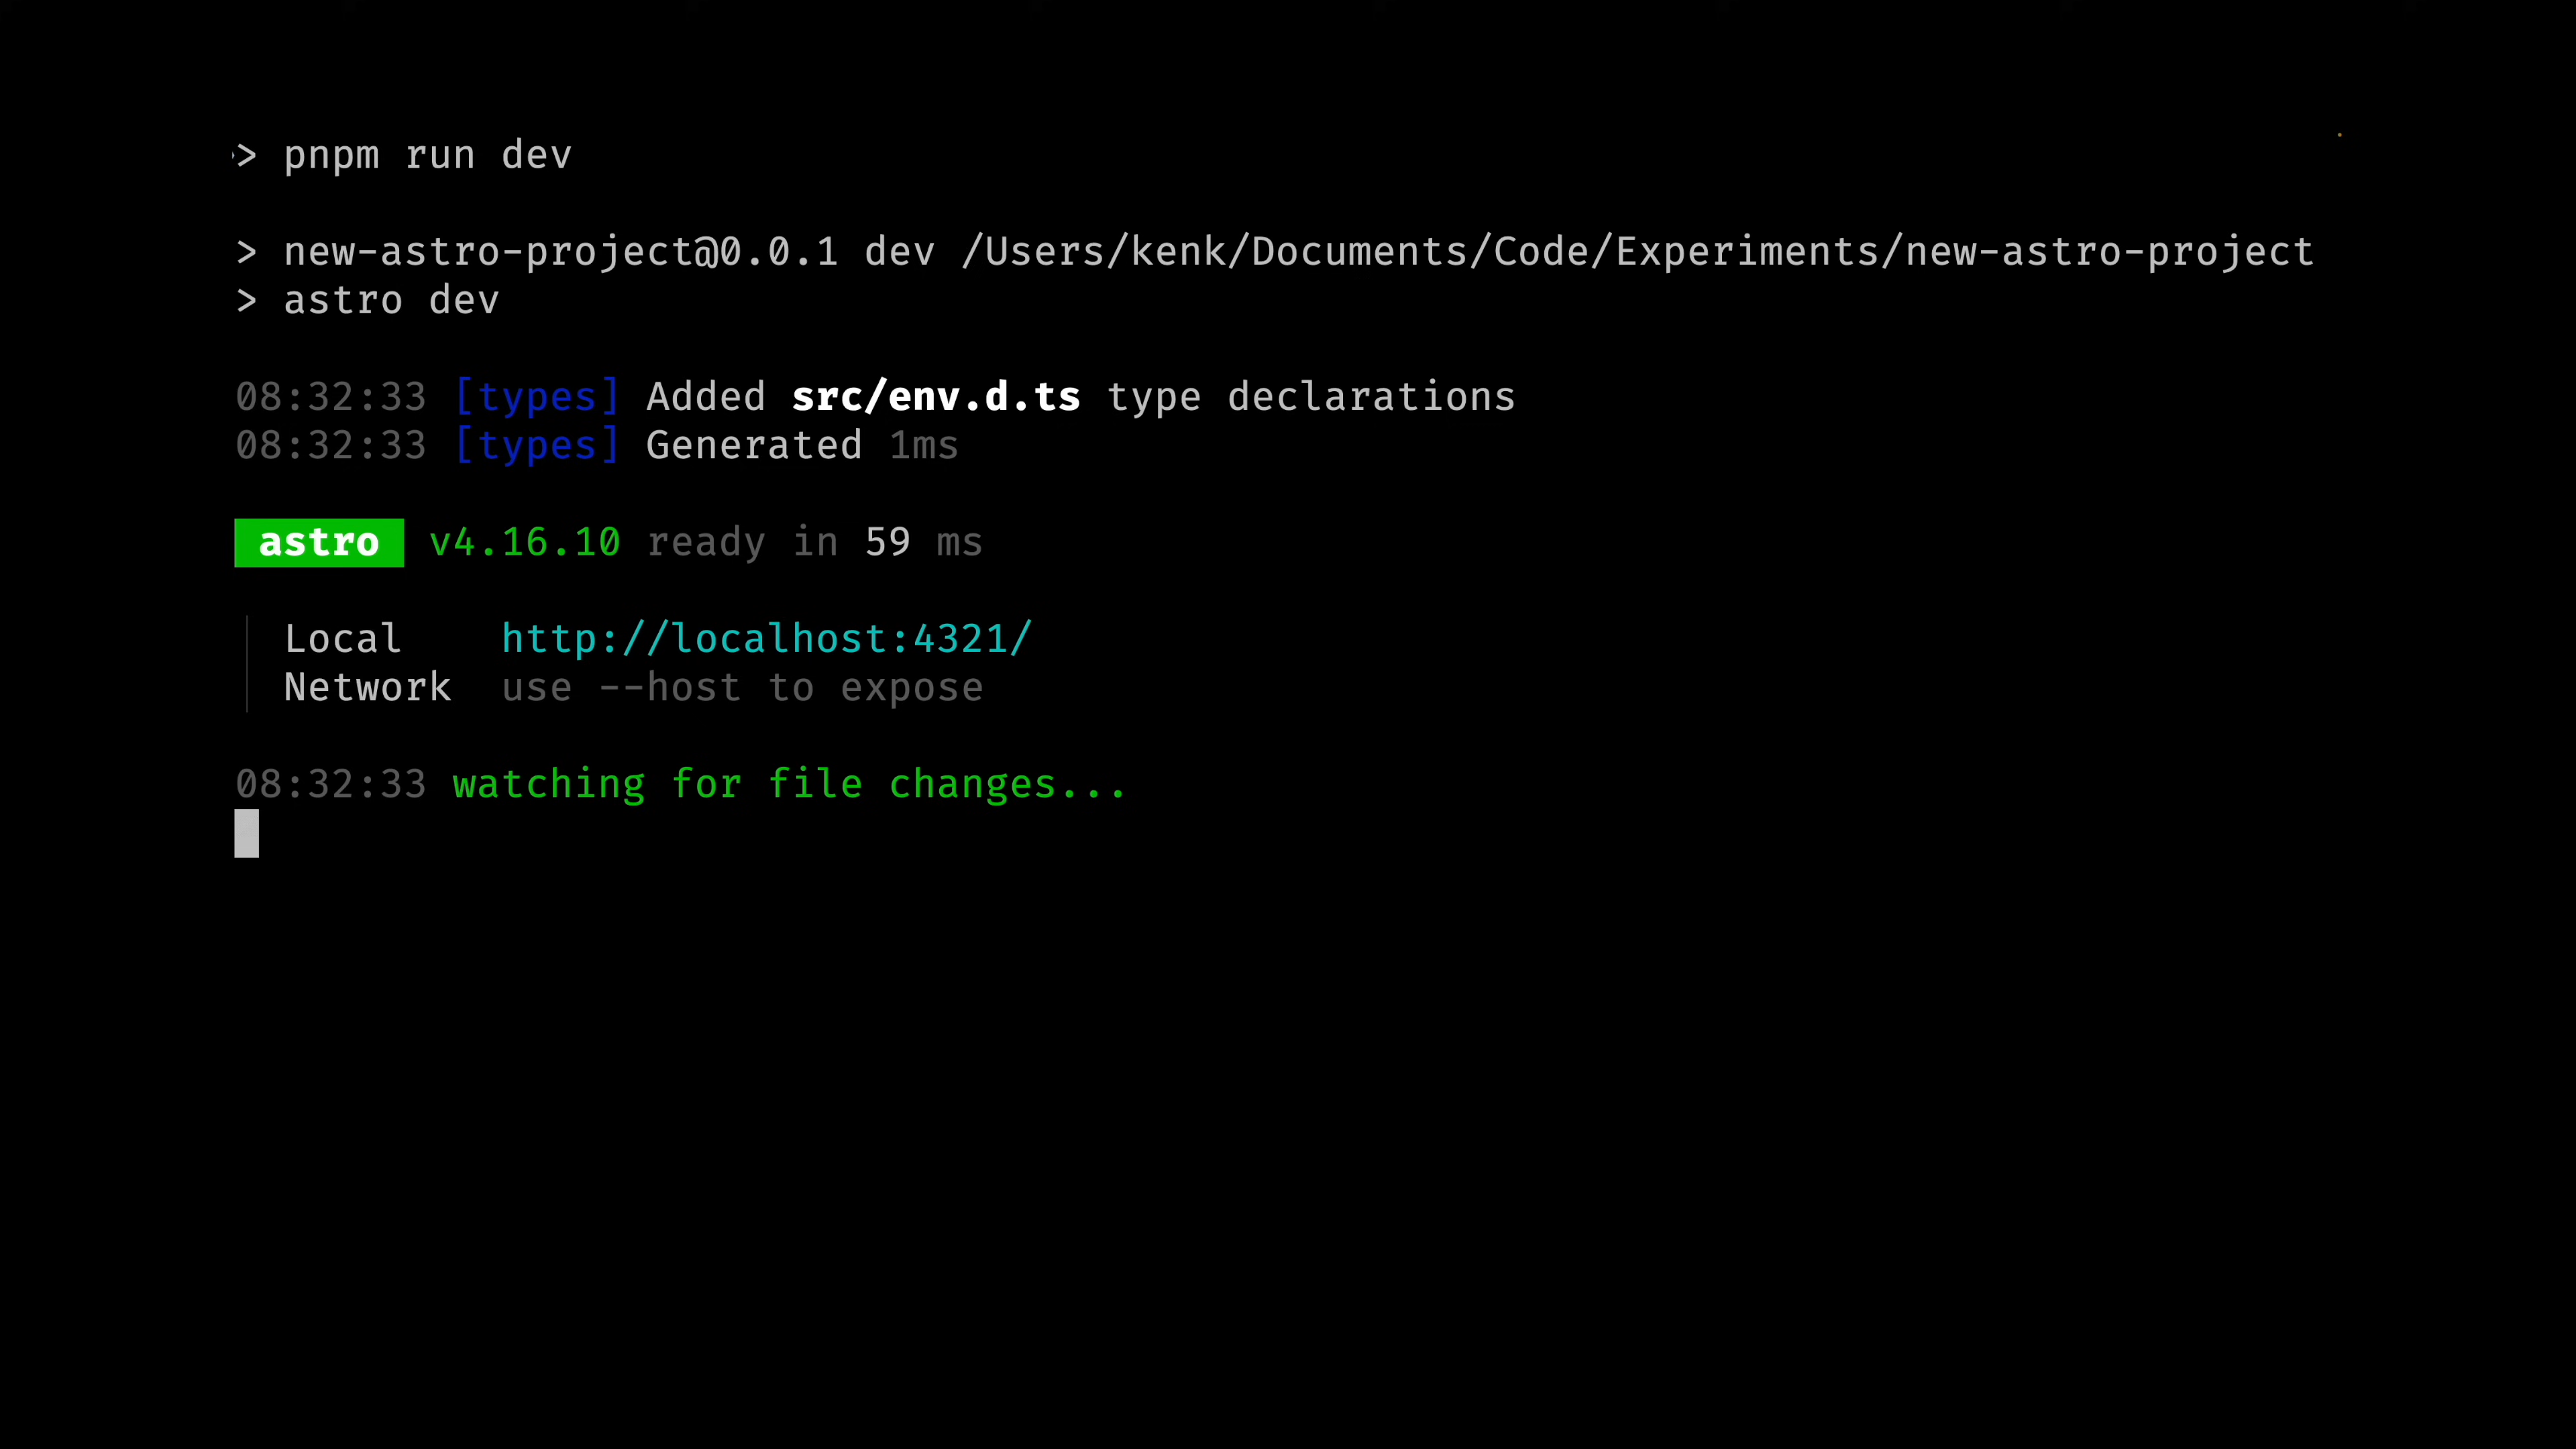 > pnpm run dev
> new-astro-project@0.0.1 dev /Users/kenk/Documents/Code/Experiments/new-astro-project
> astro dev
08:32:33 [types] Added src/env.d.ts type declarations
08:32:33 [types] Generated 1ms
astro v4.16.10 ready in 59 ms
Local http://localhost:4321/
Network use --host to expose
08:32:33 watching for file changes...